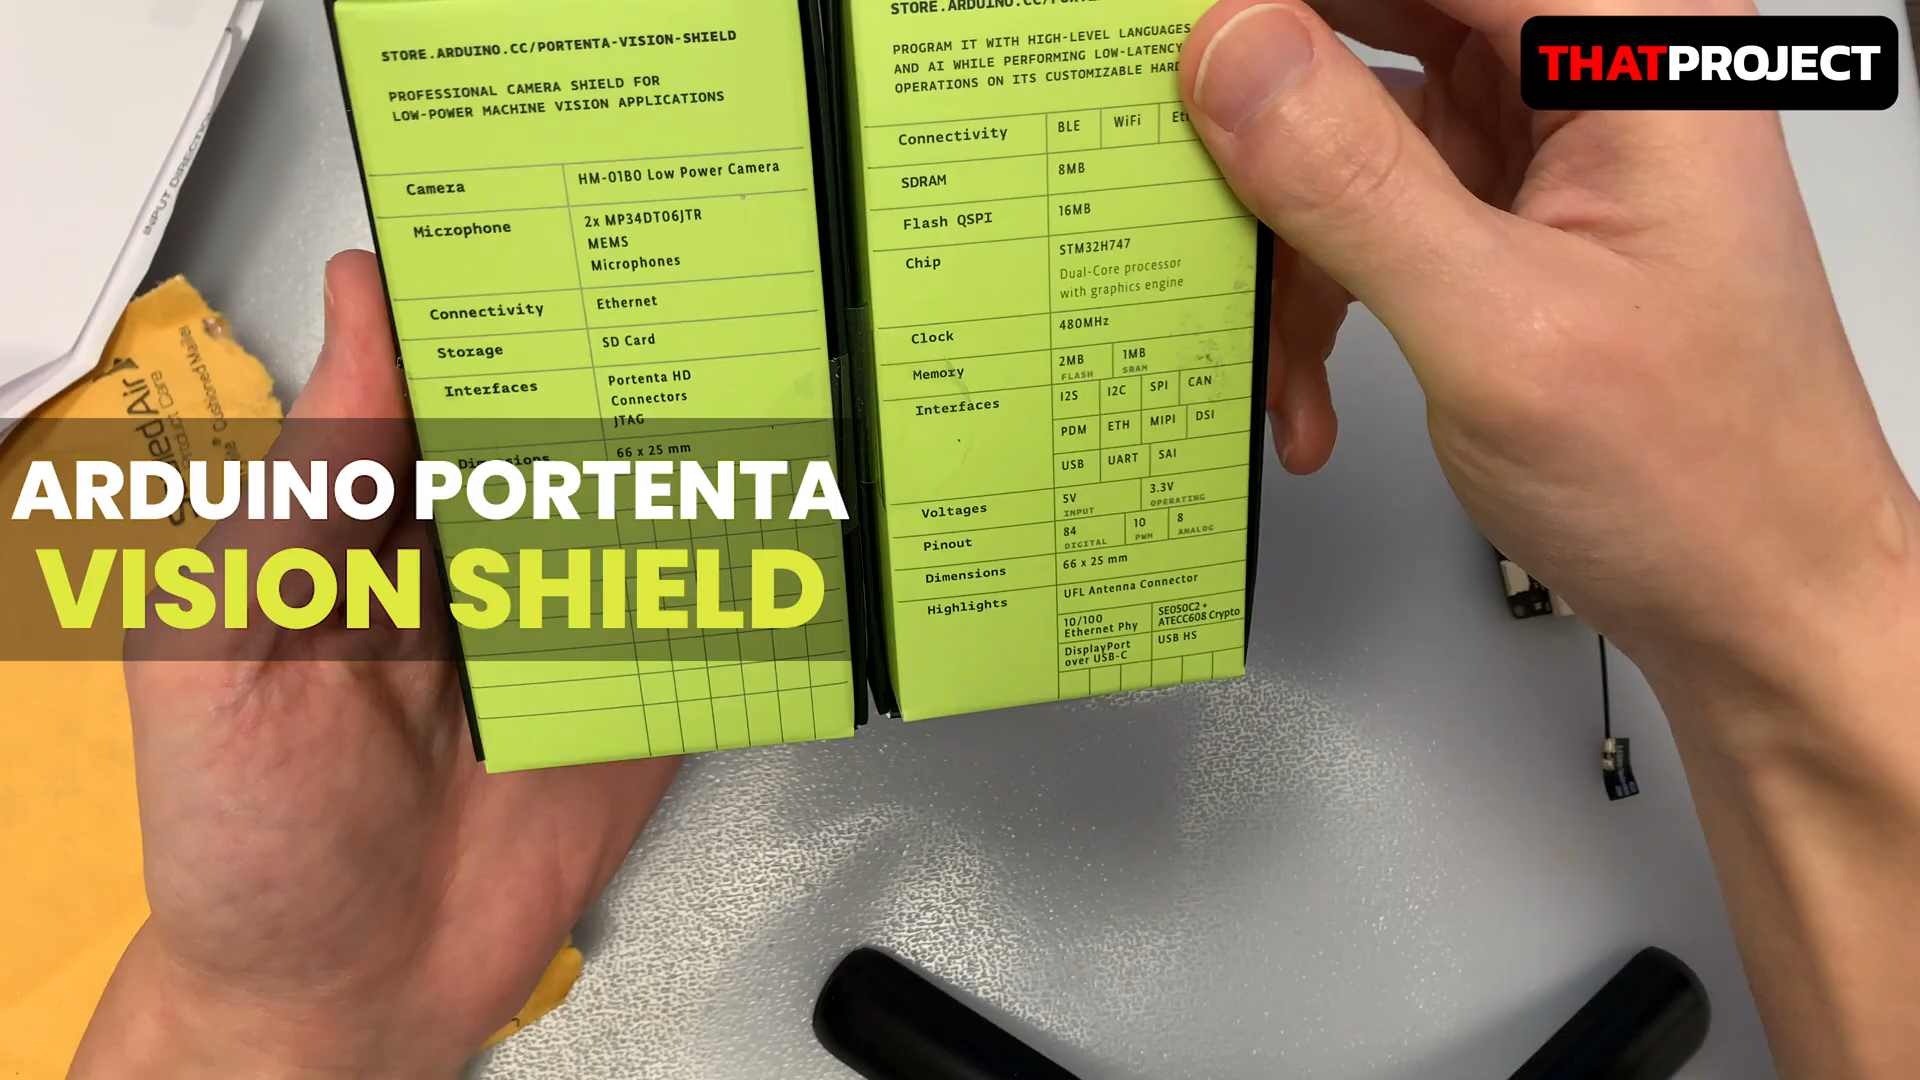 STORE.ARDUINO.CC/PORTENTA-VISION-SHIELD
PROFESSIONAL CAMERA SHIELD FOR
LOW-POWER MACHINE VISION APPLICATIONS
Camera
HM-01B0 Low Power Camera
Microphone
2x MP34DT06JTR
MEMS
Microphones
Connectivity
Ethernet
Storage
SD Card
Interfaces
Portenta HD
Connectors
JTAG
Dimensions
66 x 25 mm
PROGRAM IT WITH HIGH-LEVEL LANGUAGES
AND AI WHILE PERFORMING LOW-LATENCY
OPERATIONS ON ITS CUSTOMIZABLE
Connectivity
BLE
WiFi
SDRAM
8MB
Flash QSPI
16MB
Chip
STM32H747
Dual-Core processor
with graphics engine
Clock
480MHz
Memory
2MB
FLASH
1MB
SRAM
Interfaces
I2S I2C SPI CAN
PDM ETH MIPI DSI
USB UART SAI
Voltages
5V
INPUT
3.3V
OPERATING
Pinout
84
DIGITAL
10
PWM
8
ANALOG
Dimensions
66 x 25 mm
Highlights
UFL Antenna Connector
10/100
Ethernet Phy
SE050C2 +
ATECC608 Crypto
DisplayPort
over USB-C
USB HS
THATPROJECT
ARDUINO PORTENTA
VISION SHIELD
INPUT DIRECTION